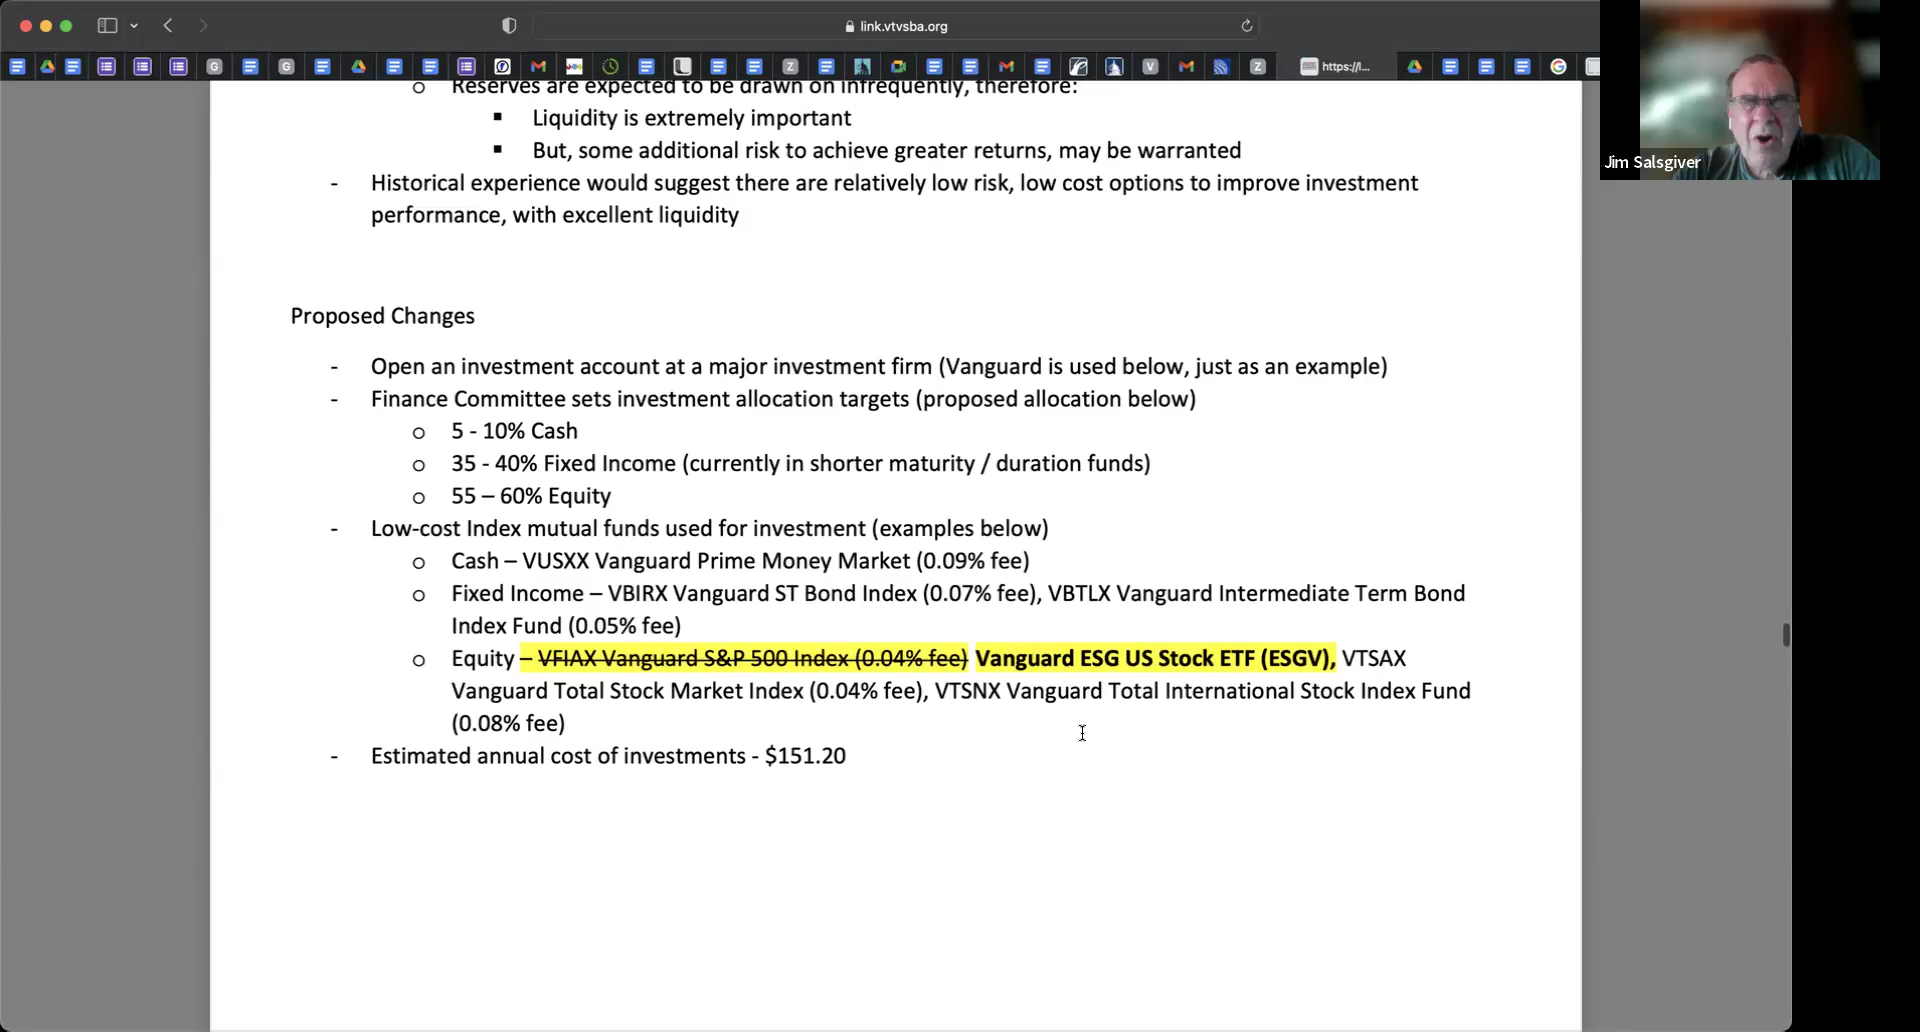 link.vtvsba.org
https://l...
o Reserves are expected to be drawn on infrequently, therefore:
▪ Liquidity is extremely important
▪ But, some additional risk to achieve greater returns, may be warranted
- Historical experience would suggest there are relatively low risk, low cost options to improve investment
performance, with excellent liquidity
Jim Salsgiver
Proposed Changes
- Open an investment account at a major investment firm (Vanguard is used below, just as an example)
- Finance Committee sets investment allocation targets (proposed allocation below)
o 5 - 10% Cash
o 35 - 40% Fixed Income (currently in shorter maturity / duration funds)
o 55 – 60% Equity
- Low-cost Index mutual funds used for investment (examples below)
o Cash – VUSXX Vanguard Prime Money Market (0.09% fee)
o Fixed Income – VBIRX Vanguard ST Bond Index (0.07% fee), VBTLX Vanguard Intermediate Term Bond
Index Fund (0.05% fee)
o Equity – VFIAX Vanguard S&P 500 Index (0.04% fee) Vanguard ESG US Stock ETF (ESGV), VTSAX
Vanguard Total Stock Market Index (0.04% fee), VTSNX Vanguard Total International Stock Index Fund
(0.08% fee)
- Estimated annual cost of investments - $151.20